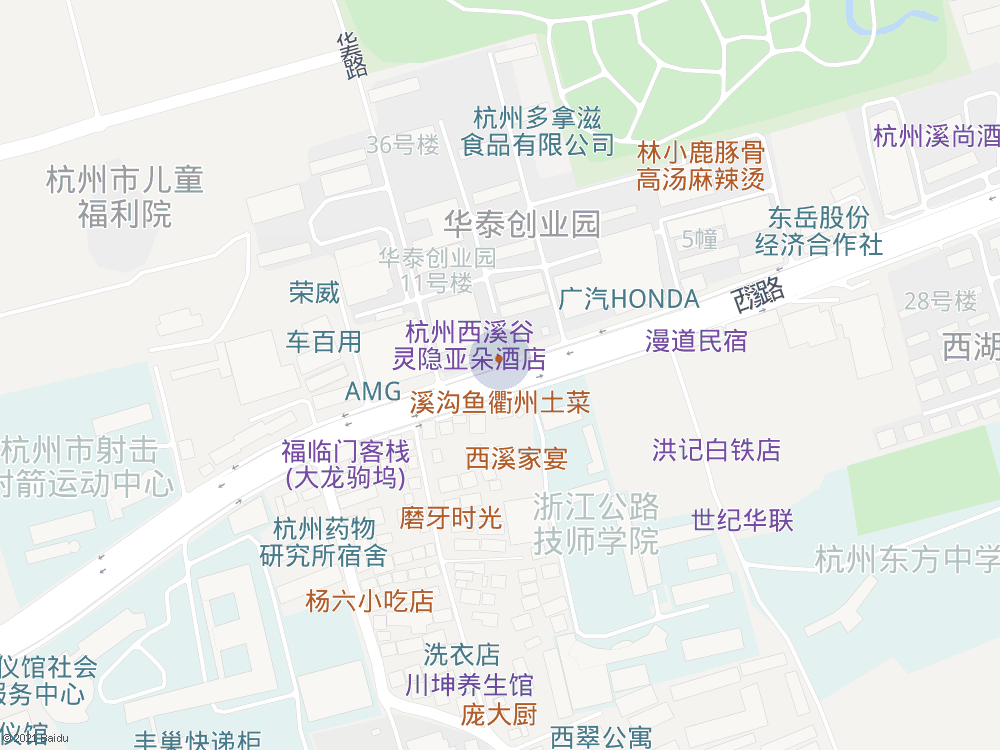 华泰路
杭州多拿滋
食品有限公司
36号楼
杭州溪尚酒
林小鹿豚骨
高汤麻辣烫
杭州市儿童
福利院
华泰创业园
东岳股份
经济合作社
5幢
华泰创业园
11号楼
荣威
广汽HONDA
西溪路
28号楼
车百用
杭州西溪谷
灵隐亚朵酒店
漫道民宿
西湖
AMG
溪沟鱼衢州土菜
杭州市射击
射箭运动中心
福临门客栈
(大龙驹坞)
西溪家宴
洪记白铁店
磨牙时光
浙江公路
技师学院
世纪华联
杭州药物
研究所宿舍
杭州东方中学
杨六小吃店
洗衣店
仪馆社会
服务中心
川坤养生馆
庞大厨
仪馆
丰巢快递柜
西翠公寓
© 2021 Baidu